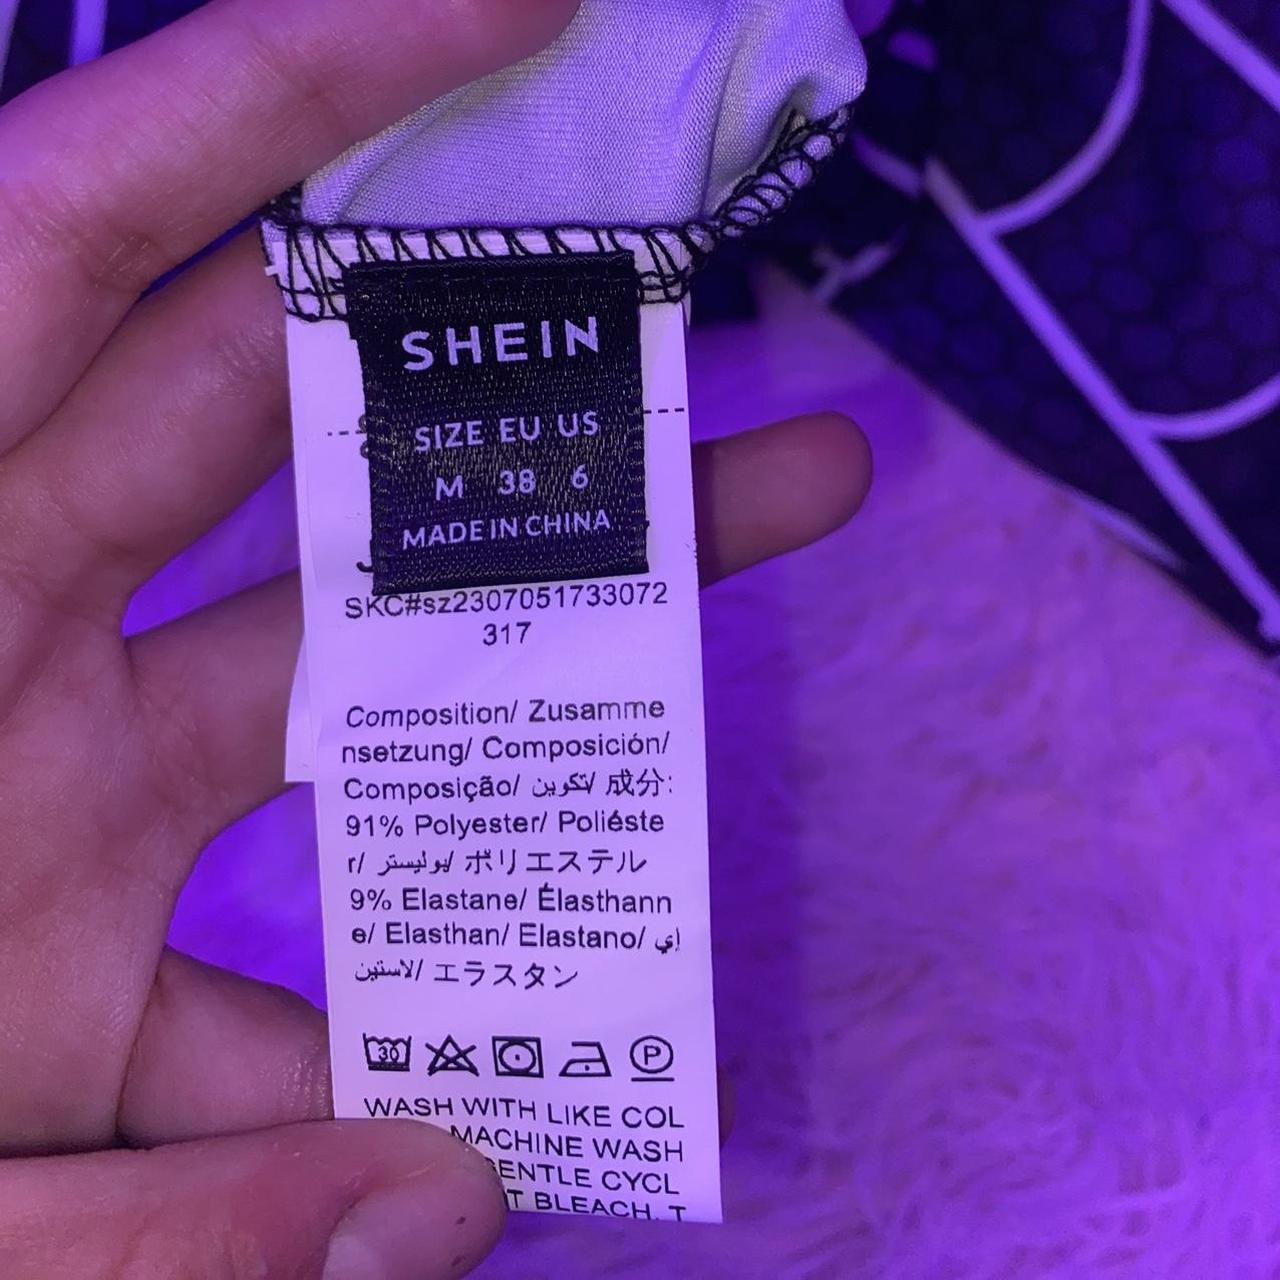 SHEIN
SIZE EU US
M 38 6
MADE IN CHINA
SKC#sz2307051733072
317
Composition/ Zusamme
nsetzung/ Composición/
Composição/ تكوين/ 成分:
91% Polyester/ Poliéste
r/ بوليستر/ ポリエステル
9% Elastane/ Élasthann
e/ Elasthan/ Elastano/ إي
لاستين/ エラスタン
30 P
WASH WITH LIKE COL
MACHINE WASH
GENTLE CYCL
BLEACH. T